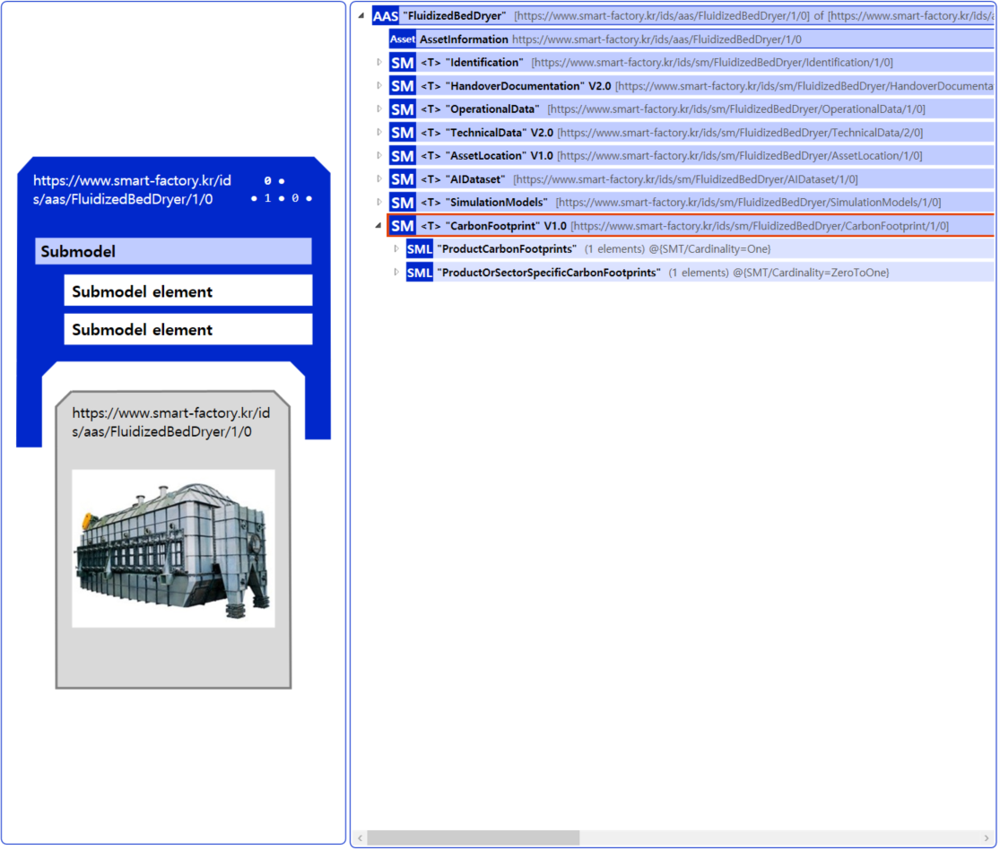 https://www.smart-factory.kr/id
s/aas/FluidizedBedDryer/1/0
0
1 0
Submodel
Submodel element
Submodel element
https://www.smart-factory.kr/id
s/aas/FluidizedBedDryer/1/0
AAS "FluidizedBedDryer" [https://www.smart-factory.kr/ids/aas/FluidizedBedDryer/1/0] of [https://www.smart-factory.kr/ids/a
Asset AssetInformation https://www.smart-factory.kr/ids/aas/FluidizedBedDryer/1/0
SM <T> "Identification" [https://www.smart-factory.kr/ids/sm/FluidizedBedDryer/Identification/1/0]
SM <T> "HandoverDocumentation" V2.0 [https://www.smart-factory.kr/ids/sm/FluidizedBedDryer/HandoverDocumenta
SM <T> "OperationalData" [https://www.smart-factory.kr/ids/sm/FluidizedBedDryer/OperationalData/1/0]
SM <T> "TechnicalData" V2.0 [https://www.smart-factory.kr/ids/sm/FluidizedBedDryer/TechnicalData/2/0]
SM <T> "AssetLocation" V1.0 [https://www.smart-factory.kr/ids/sm/FluidizedBedDryer/AssetLocation/1/0]
SM <T> "AIDataset" [https://www.smart-factory.kr/ids/sm/FluidizedBedDryer/AIDataset/1/0]
SM <T> "SimulationModels" [https://www.smart-factory.kr/ids/sm/FluidizedBedDryer/SimulationModels/1/0]
SM <T> "CarbonFootprint" V1.0 [https://www.smart-factory.kr/ids/sm/FluidizedBedDryer/CarbonFootprint/1/0]
SML "ProductCarbonFootprints" (1 elements) @{SMT/Cardinality=One}
SML "ProductOrSectorSpecificCarbonFootprints" (1 elements) @{SMT/Cardinality=ZeroToOne}